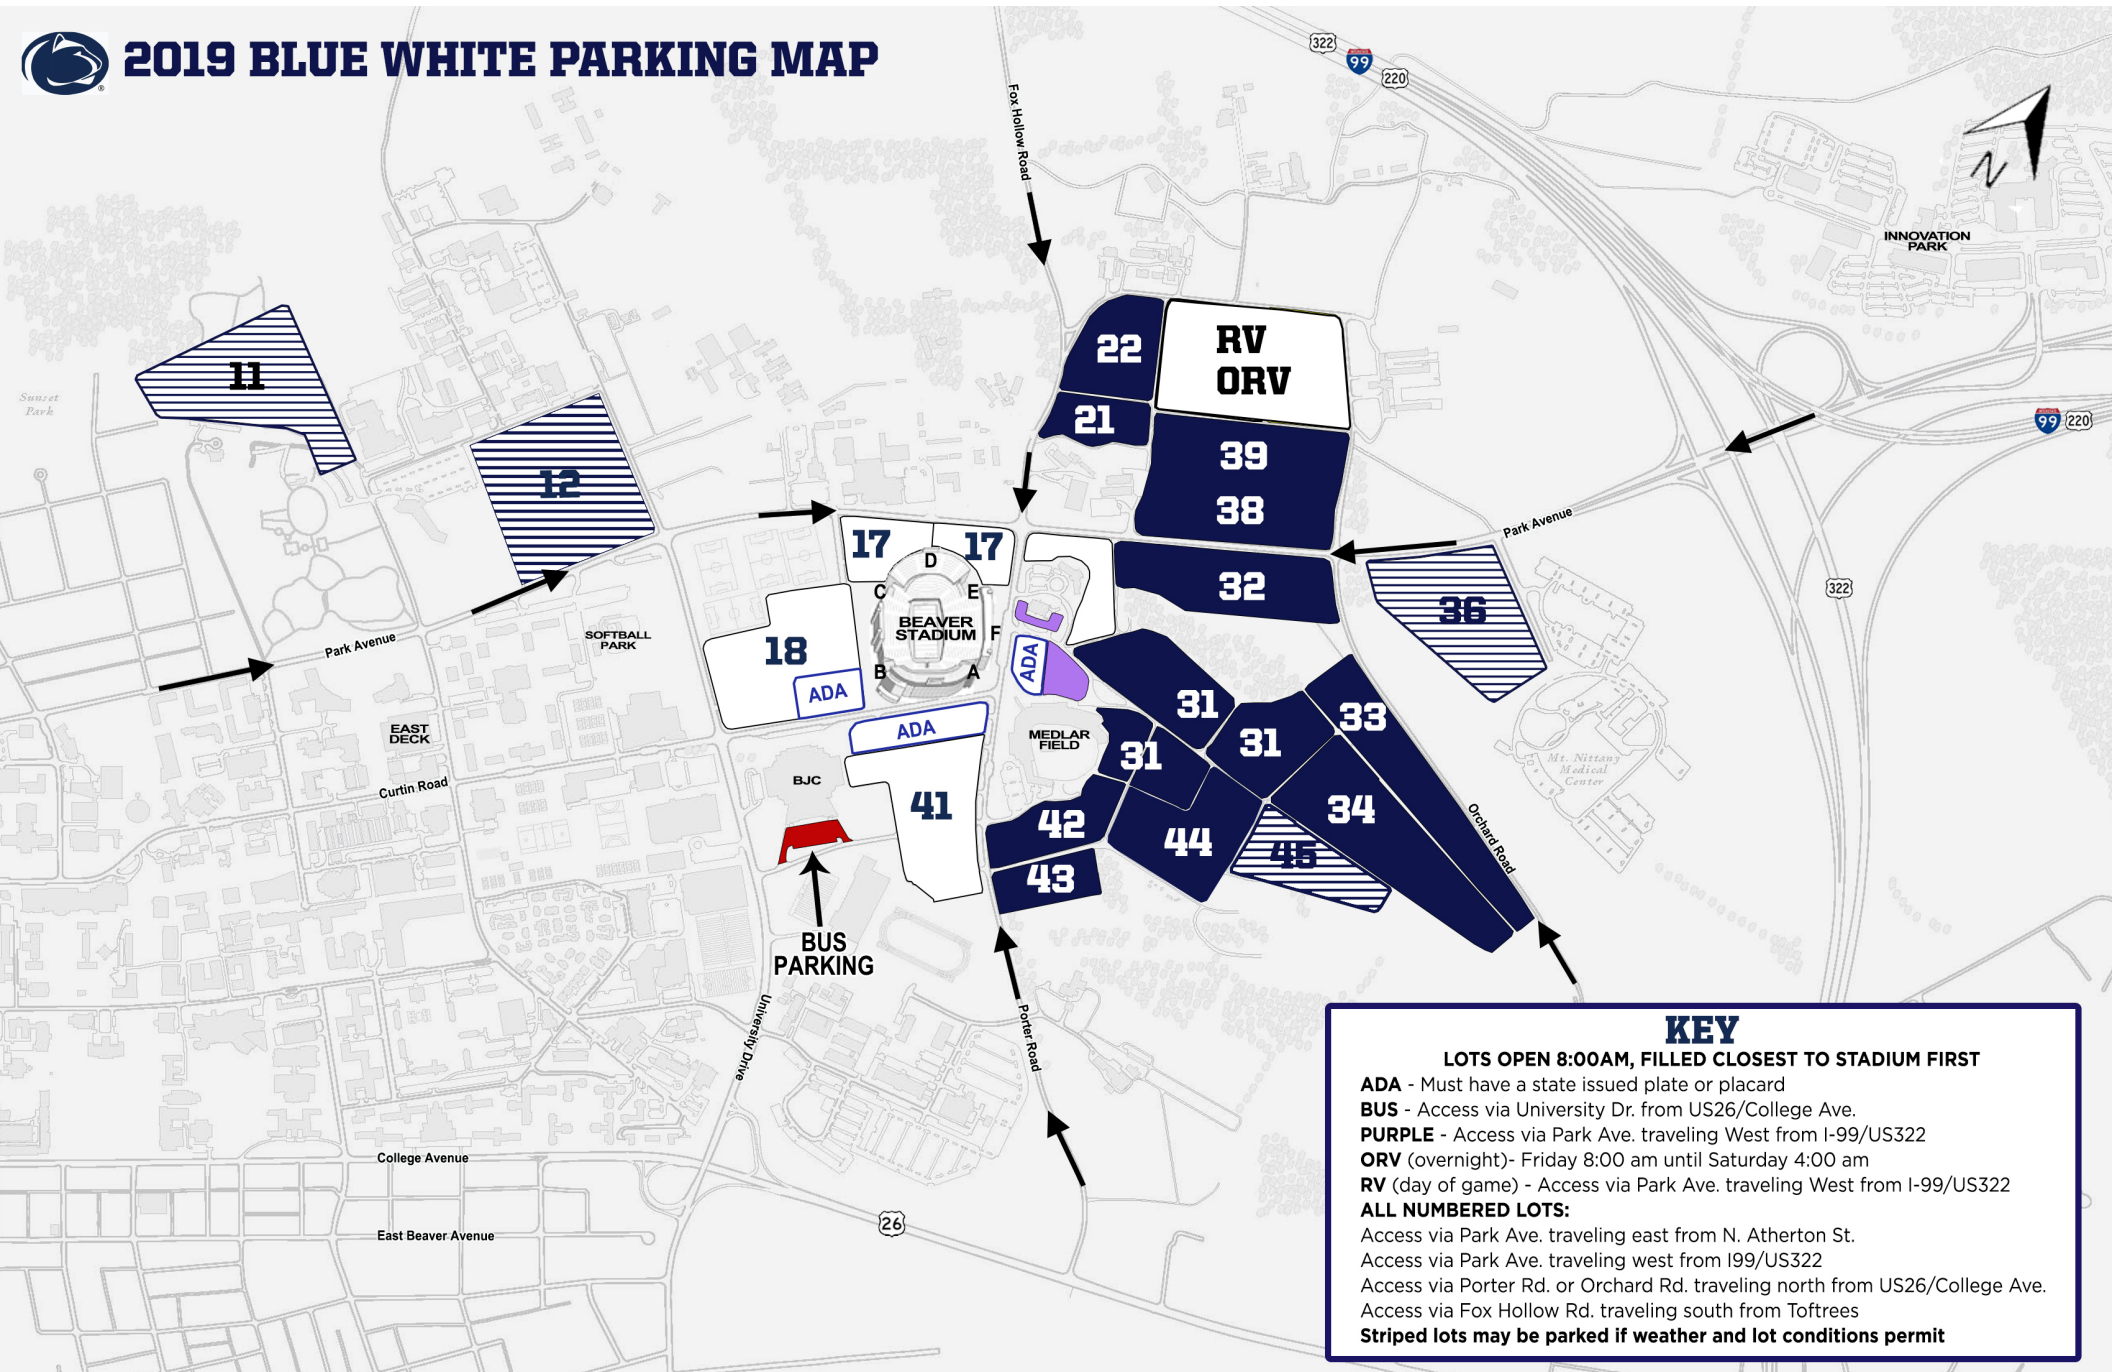 2019 BLUE WHITE PARKING MAP
®
322
99
220
Fox Hollow Road
N
INNOVATION
PARK
22
RV
ORV
11
Sunset
Park
21
99
220
39
12
38
Park Avenue
17
17
D
32
322
C
E
BEAVER
STADIUM
F
36
SOFTBALL
PARK
Park Avenue
18
ADA
B
A
ADA
31
33
EAST
DECK
ADA
MEDLAR
FIELD
31
31
BJC
Mt. Nittany
Medical
Center
Curtin Road
41
42
34
Orchard Road
44
45
43
BUS
PARKING
University Drive
Porter Road
College Avenue
26
East Beaver Avenue
KEY
LOTS OPEN 8:00AM, FILLED CLOSEST TO STADIUM FIRST
ADA - Must have a state issued plate or placard
BUS - Access via University Dr. from US26/College Ave.
PURPLE - Access via Park Ave. traveling West from I-99/US322
ORV (overnight)- Friday 8:00 am until Saturday 4:00 am
RV (day of game) - Access via Park Ave. traveling West from I-99/US322
ALL NUMBERED LOTS:
Access via Park Ave. traveling east from N. Atherton St.
Access via Park Ave. traveling west from I99/US322
Access via Porter Rd. or Orchard Rd. traveling north from US26/College Ave.
Access via Fox Hollow Rd. traveling south from Toftrees
Striped lots may be parked if weather and lot conditions permit